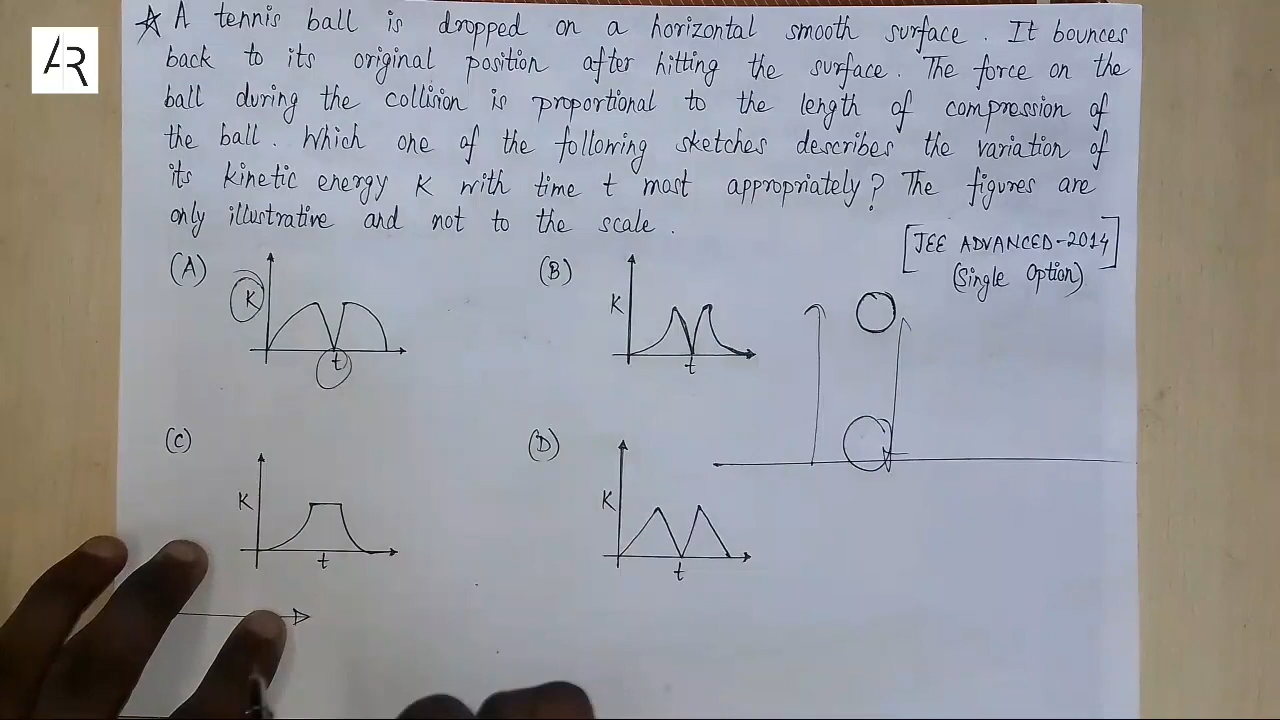 AR
☆ A tennis ball is dropped on a horizontal smooth surface. It bounces
back to its original position after hitting the surface. The force on the
ball during the collision is proportional to the length of compression of
the ball. Which one of the following sketches describes the variation of
its kinetic energy K with time t most appropriately? The figures are
only illustrative and not to the scale.
[JEE ADVANCED-2014]
(Single Option)
(A)
K
t
(B)
K
t
(C)
K
t
(D)
K
t